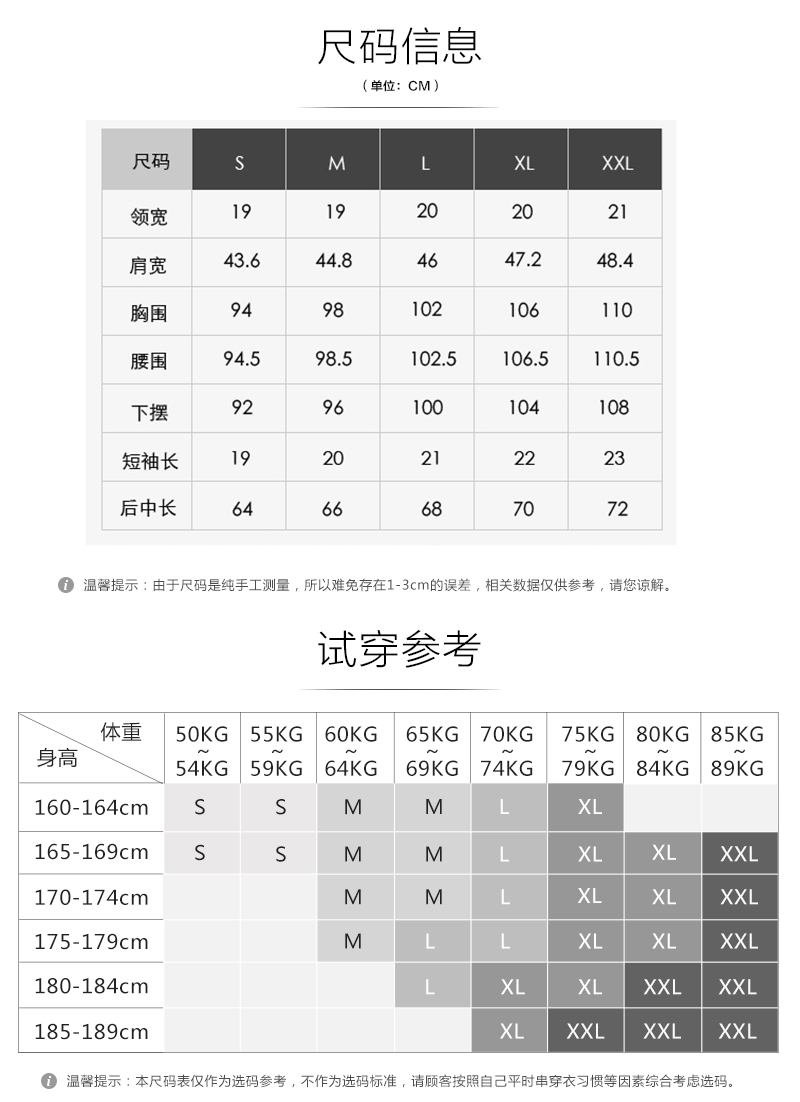 尺码信息
（单位：CM）
尺码 S M L XL XXL
领宽 19 19 20 20 21
肩宽 43.6 44.8 46 47.2 48.4
胸围 94 98 102 106 110
腰围 94.5 98.5 102.5 106.5 110.5
下摆 92 96 100 104 108
短袖长 19 20 21 22 23
后中长 64 66 68 70 72
i 温馨提示：由于尺码是纯手工测量，所以难免存在1-3cm的误差，相关数据仅供参考，请您谅解。
试穿参考
体重 50KG 55KG 60KG 65KG 70KG 75KG 80KG 85KG
~ ~ ~ ~ ~ ~ ~ ~
身高 54KG 59KG 64KG 69KG 74KG 79KG 84KG 89KG
160-164cm S S M M L XL
165-169cm S S M M L XL XL XXL
170-174cm M M L XL XL XXL
175-179cm M L L XL XL XXL
180-184cm L XL XL XXL XXL
185-189cm XL XXL XXL XXL
i 温馨提示：本尺码表仅作为选码参考，不作为选码标准，请顾客按照自己平时串穿衣习惯等因素综合考虑选码。